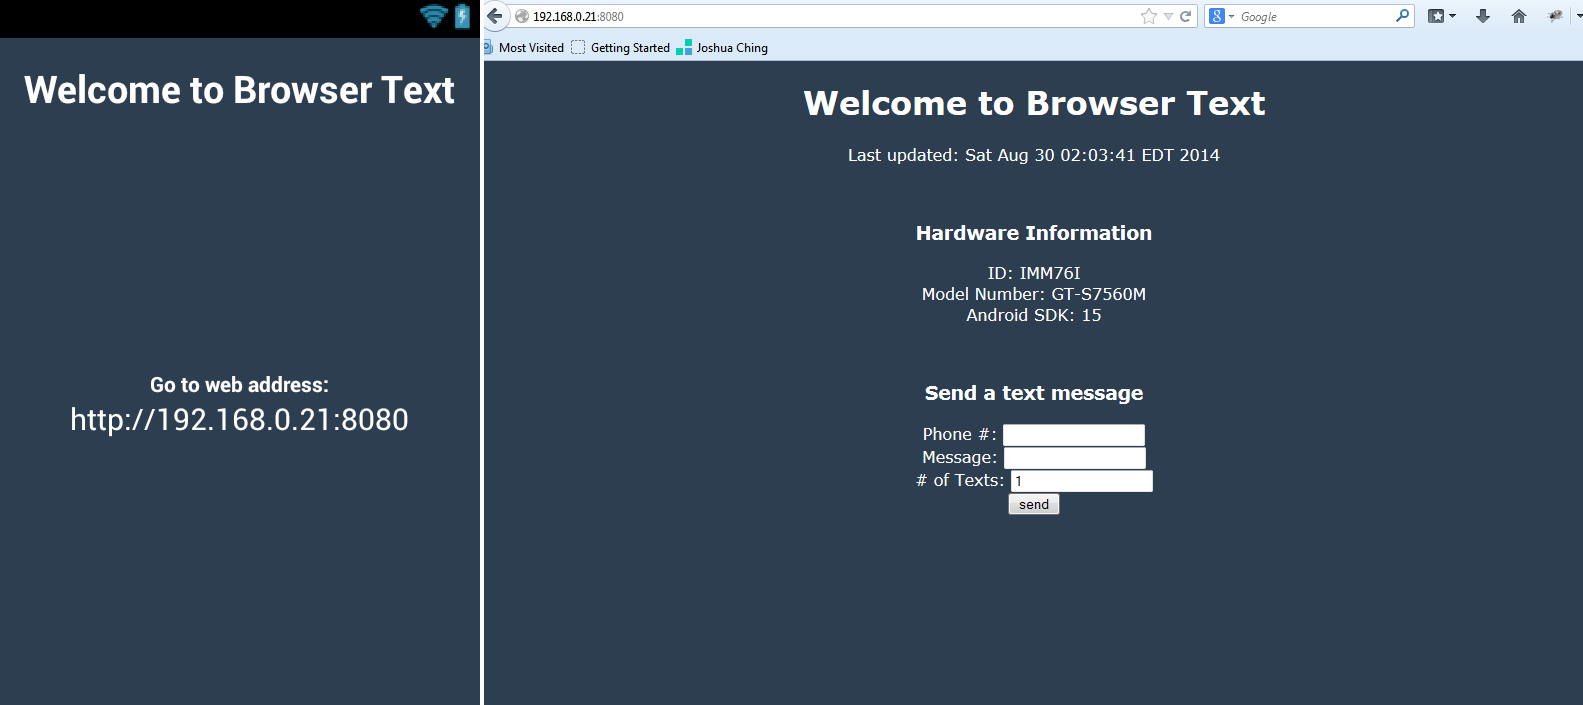 Welcome to Browser Text
Go to web address:
http://192.168.0.21:8080
192.168.0.21:8080
8
Google
Most Visited
Getting Started
Joshua Ching
Welcome to Browser Text
Last updated: Sat Aug 30 02:03:41 EDT 2014
Hardware Information
ID: IMM76I
Model Number: GT-S7560M
Android SDK: 15
Send a text message
Phone #:
Message:
# of Texts: 1
send